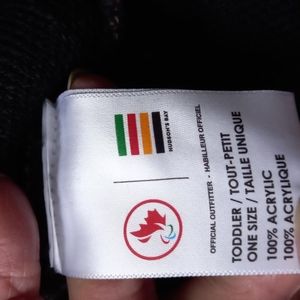 HUDSON'S BAY
OFFICIAL OUTFITTER - HABILLEUR OFFICIEL
TODDLER / TOUT-PETIT
ONE SIZE / TAILLE UNIQUE
100% ACRYLIC
100% ACRYLIQUE